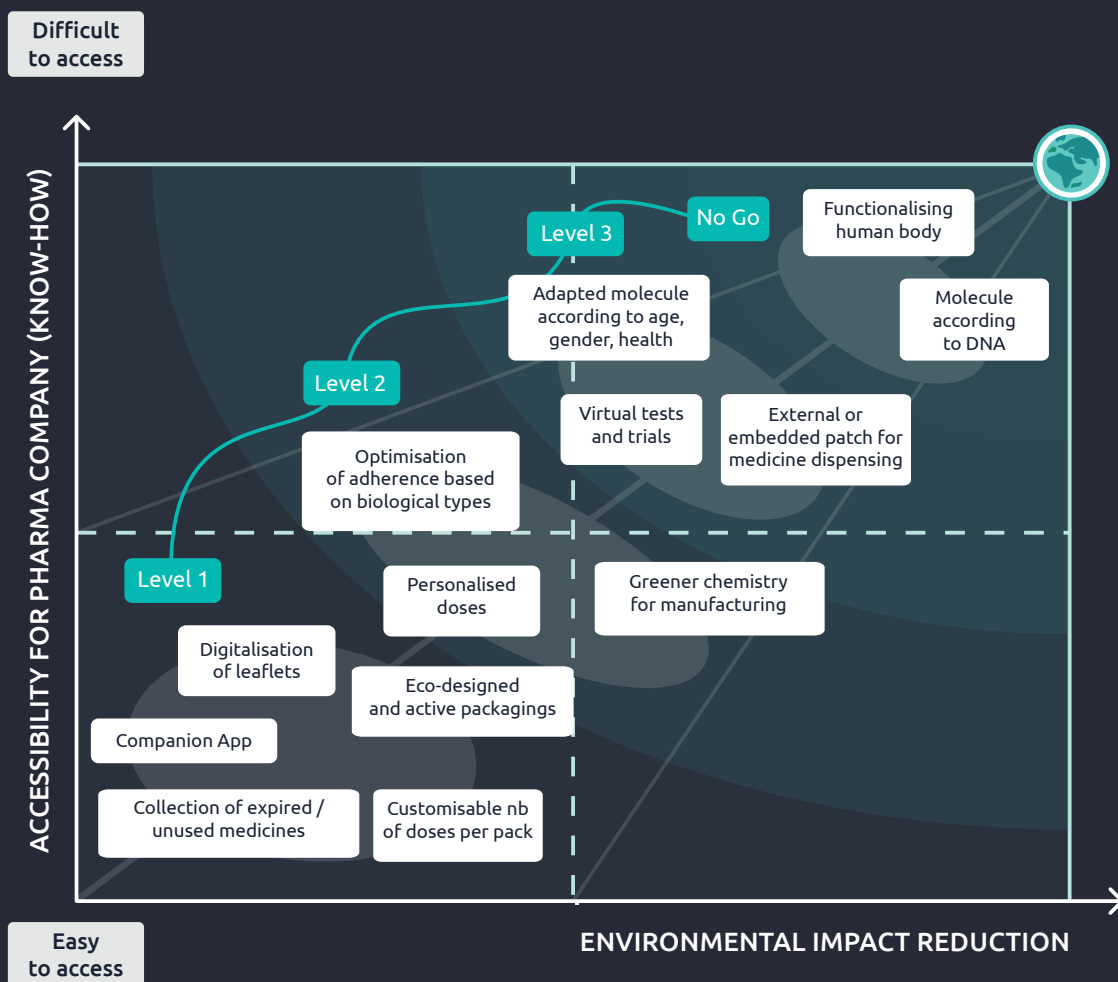 Difficult
to access
ACCESSIBILITY FOR PHARMA COMPANY (KNOW-HOW)
Level 3
No Go
Functionalising
human body
Adapted molecule
according to age,
gender, health
Molecule
according
to DNA
Level 2
Virtual tests
and trials
External or
embedded patch for
medicine dispensing
Optimisation
of adherence based
on biological types
Level 1
Personalised
doses
Greener chemistry
for manufacturing
Digitalisation
of leaflets
Eco-designed
and active packagings
Companion App
Collection of expired /
unused medicines
Customisable nb
of doses per pack
Easy
to access
ENVIRONMENTAL IMPACT REDUCTION